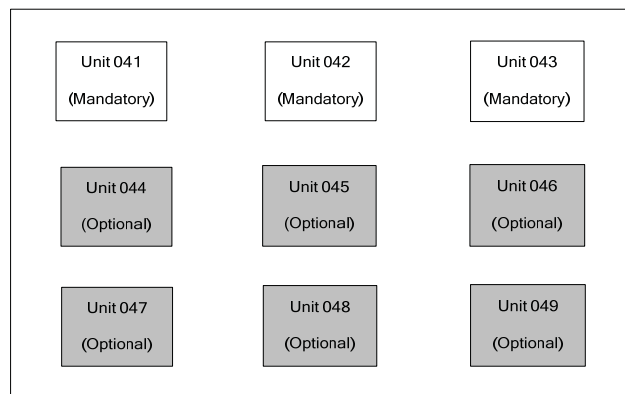 Unit 041
(Mandatory)
Unit 042
(Mandatory)
Unit 043
(Mandatory)
Unit 044
(Optional)
Unit 045
(Optional)
Unit 046
(Optional)
Unit 047
(Optional)
Unit 048
(Optional)
Unit 049
(Optional)